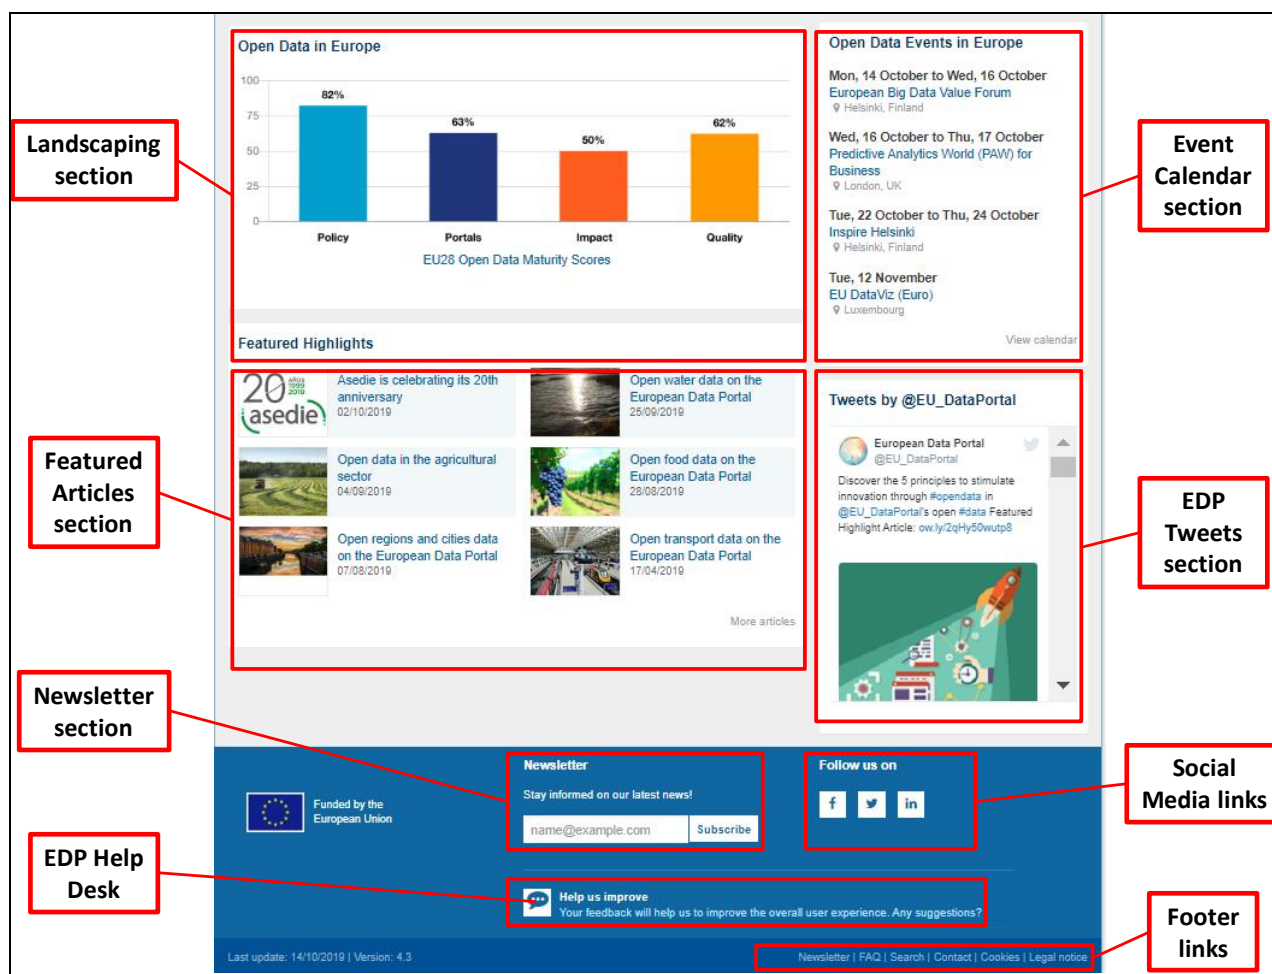 Open Data in Europe
100
75
50
25
0
82%
63%
50%
62%
Policy
Portals
Impact
Quality
EU28 Open Data Maturity Scores
Open Data Events in Europe
Mon, 14 October to Wed, 16 October
European Big Data Value Forum
Helsinki, Finland
Wed, 16 October to Thu, 17 October
Predictive Analytics World (PAW) for
Business
London, UK
Tue, 22 October to Thu, 24 October
Inspire Helsinki
Helsinki, Finland
Tue, 12 November
EU DataViz (Euro)
Luxembourg
View calendar
Landscaping
section
Event
Calendar
section
Featured Highlights
20 AÑOS
1999
2019
asedie
Asedie is celebrating its 20th
anniversary
02/10/2019
Open water data on the
European Data Portal
25/09/2019
Open data in the agricultural
sector
04/09/2019
Open food data on the
European Data Portal
28/08/2019
Open regions and cities data
on the European Data Portal
07/08/2019
Open transport data on the
European Data Portal
17/04/2019
More articles
Featured
Articles
section
Tweets by @EU_DataPortal
European Data Portal
@EU_DataPortal
Discover the 5 principles to stimulate
innovation through #opendata in
@EU_DataPortal's open #data Featured
Highlight Article: ow.ly/2qHy50wutp8
EDP
Tweets
section
Newsletter
section
Funded by the
European Union
Newsletter
Stay informed on our latest news!
name@example.com
Subscribe
Follow us on
f
in
Social
Media links
EDP Help
Desk
Help us improve
Your feedback will help us to improve the overall user experience. Any suggestions?
Footer
links
Last update: 14/10/2019 | Version: 4.3
Newsletter | FAQ | Search | Contact | Cookies | Legal notice